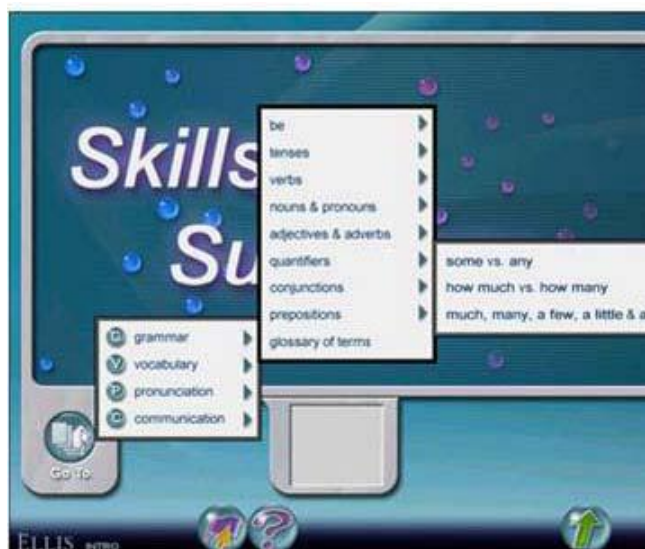 Skills
Su
be
tenses
verbs
nouns & pronouns
adjectives & adverbs
quantifiers
conjunctions
prepositions
glossary of terms
some vs. any
how much vs. how many
much, many, a few, a little & a
G grammar
V vocabulary
P pronunciation
C communication
Go To
?
ELLIS INTRO